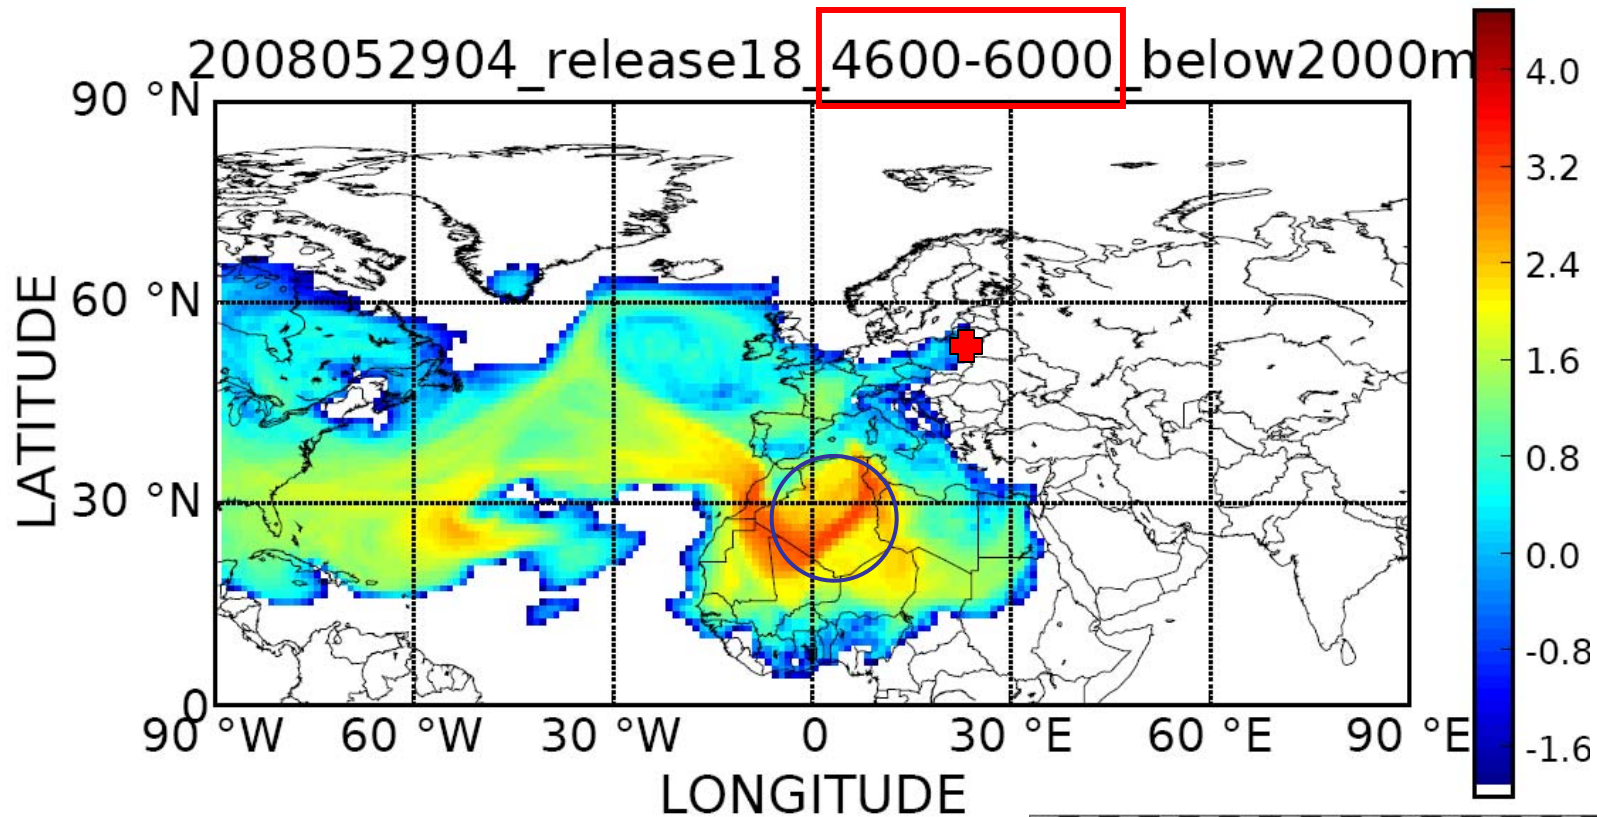 2008052904_release18_4600-6000_below2000m
90 °N
60 °N
30 °N
0
LATITUDE
90 °W 60 °W 30 °W 0 30 °E 60 °E 90 °E
LONGITUDE
4.0
3.2
2.4
1.6
0.8
0.0
-0.8
-1.6